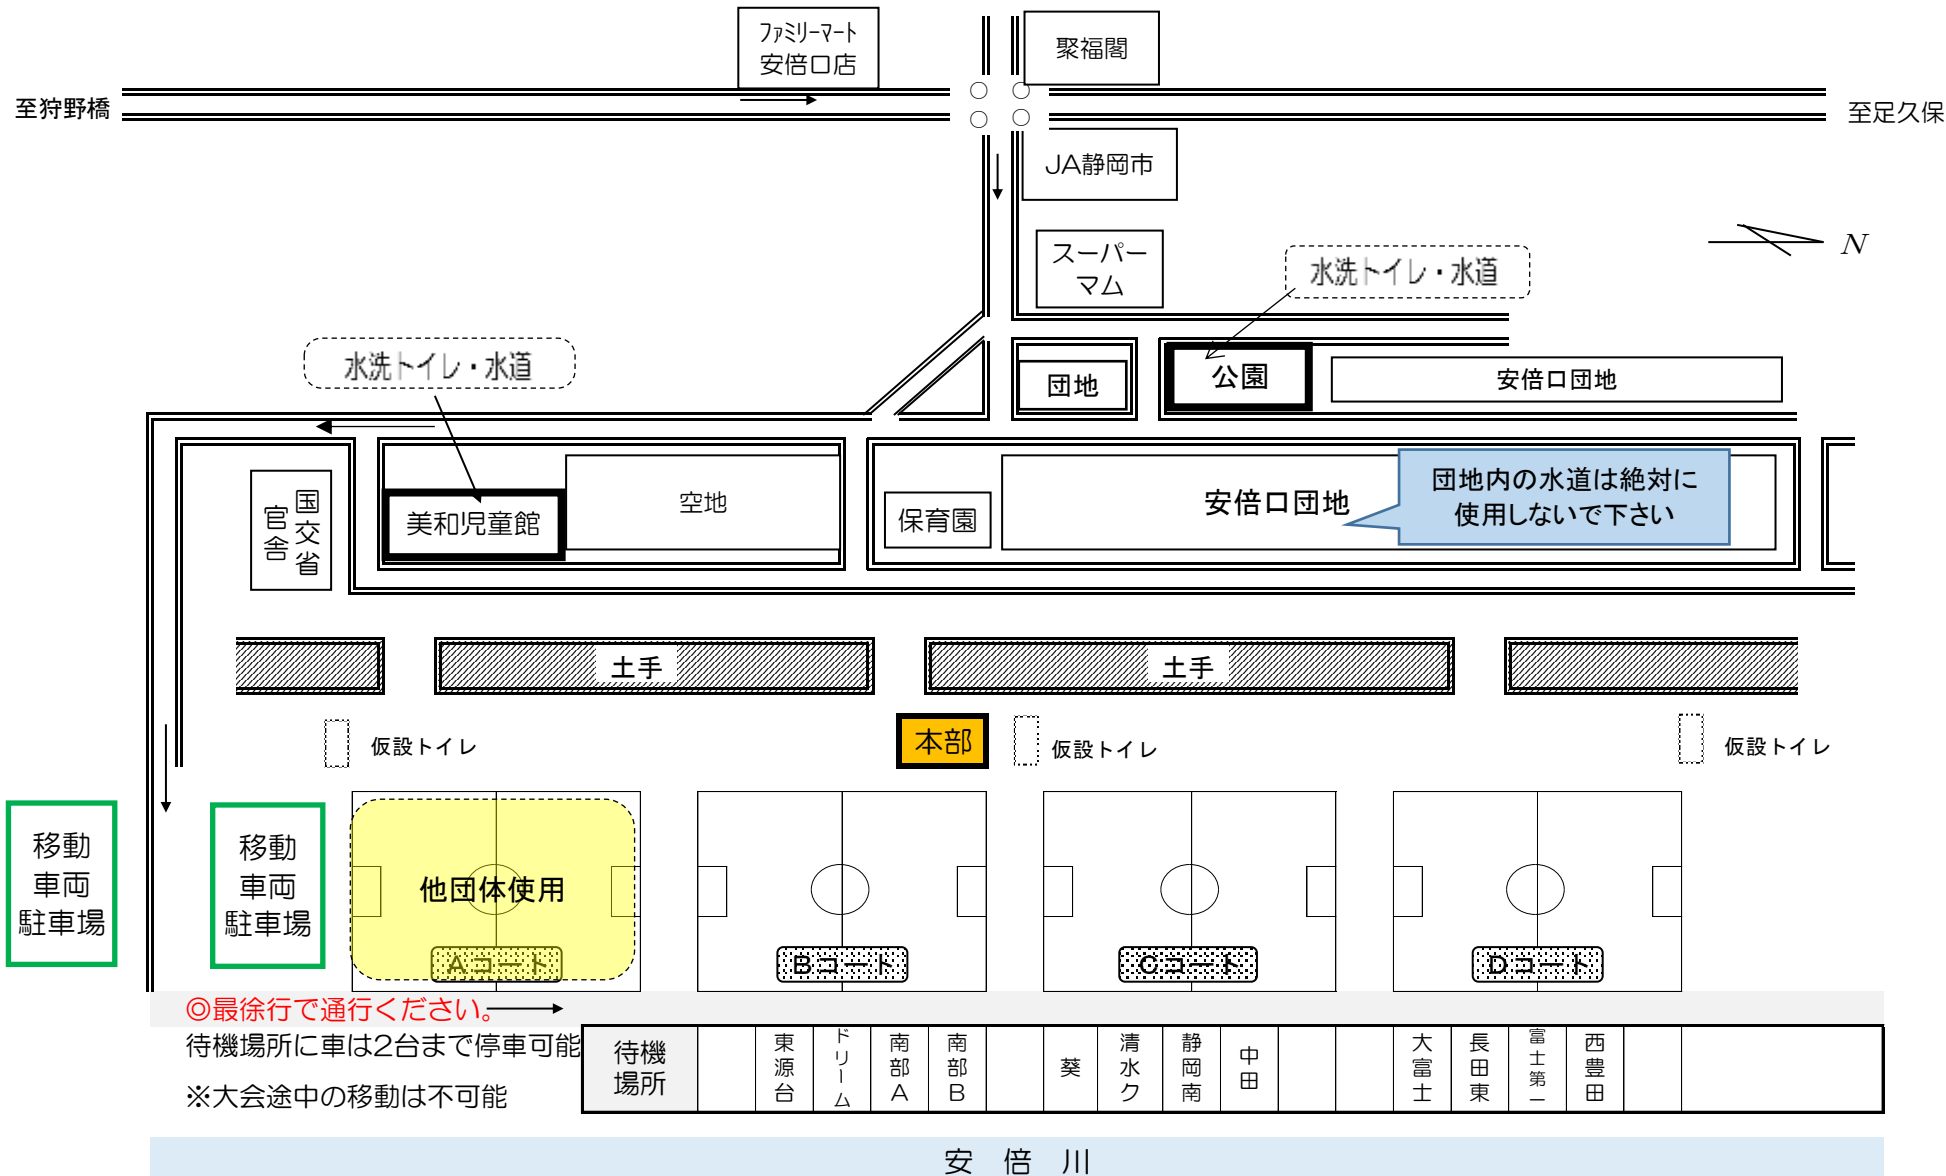 ファミリーマート
安倍口店
聚福閣
至狩野橋
至足久保
JA静岡市
スーパー
マム
水洗トイレ・水道
N
水洗トイレ・水道
団地
公園
安倍口団地
国交省
官舎
美和児童館
空地
保育園
安倍口団地
団地内の水道は絶対に
使用しないで下さい
土手
土手
仮設トイレ
本部
仮設トイレ
仮設トイレ
移動
車両
駐車場
移動
車両
駐車場
他団体使用
Aコート
Bコート
Cコート
Dコート
◎最徐行で通行ください。
待機場所に車は2台まで停車可能
※大会途中の移動は不可能
待機
場所
東源台
ドリーム
南部A
南部B
葵
清水ク
静岡南
中田
大富士
長田東
富士第一
西豊田
安倍川